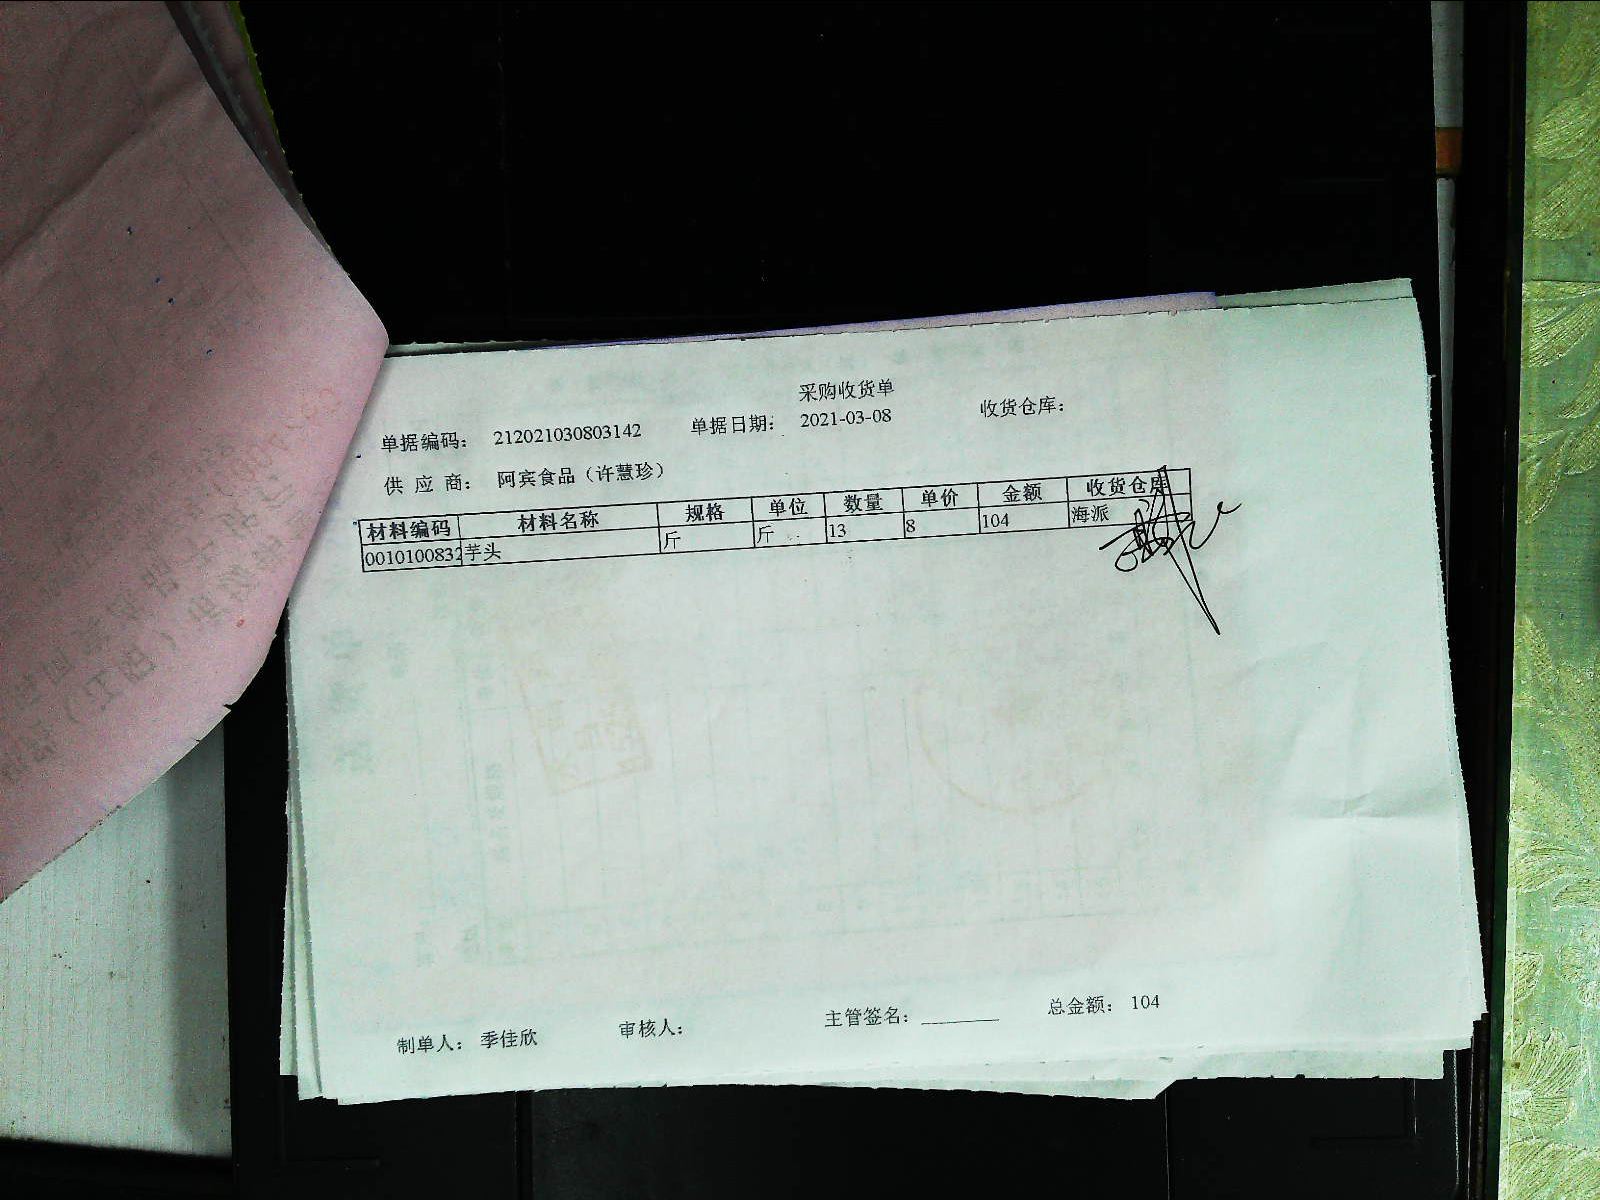 采购收货单
单据编码： 212021030803142 单据日期： 2021-03-08 收货仓库：
供 应 商： 阿宾食品（许慧珍）
材料编码 材料名称 规格 单位 数量 单价 金额 收货仓库
0010100832 芋头 斤 斤 13 8 104 海派
制单人： 季佳欣 审核人： 主管签名：________ 总金额： 104